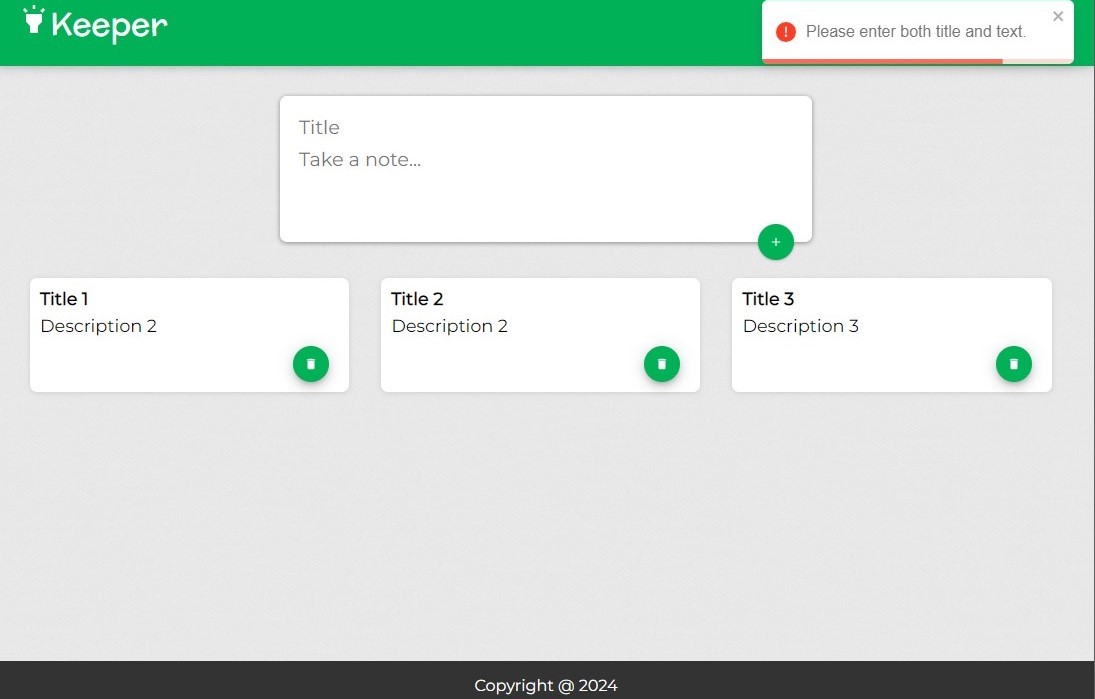 Keeper
Please enter both title and text.
Title
Take a note...
Title 1
Description 2
Title 2
Description 2
Title 3
Description 3
Copyright @ 2024